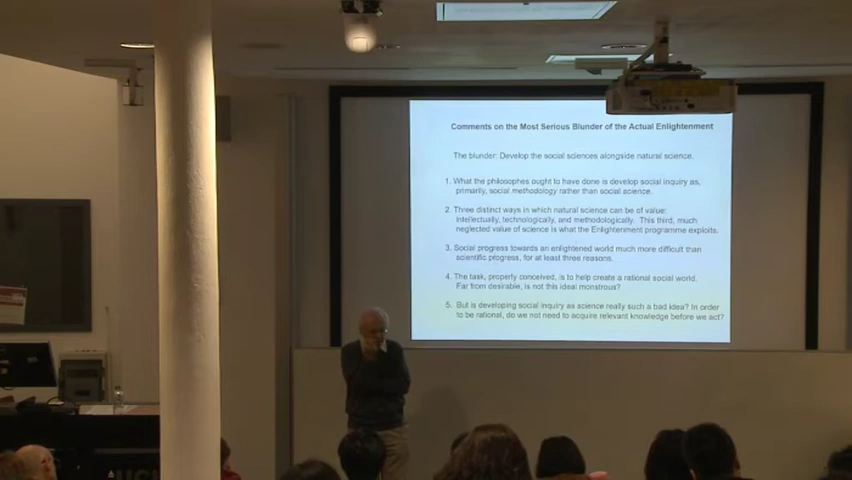 Comments on the Most Serious Blunder of the Actual Enlightenment
The blunder: Develop the social sciences alongside natural science.
1. What the philosophes ought to have done is develop social inquiry as,
primarily, social methodology rather than social science.
2. Three distinct ways in which natural science can be of value:
intellectually, technologically, and methodologically. This third, much
neglected value of science is what the Enlightenment programme exploits.
3. Social progress towards an enlightened world much more difficult than
scientific progress, for at least three reasons.
4. The task, properly conceived, is to help create a rational social world.
Far from desirable, is not this ideal monstrous?
5. But is developing social inquiry as science really such a bad idea? In order
to be rational, do we not need to acquire relevant knowledge before we act?